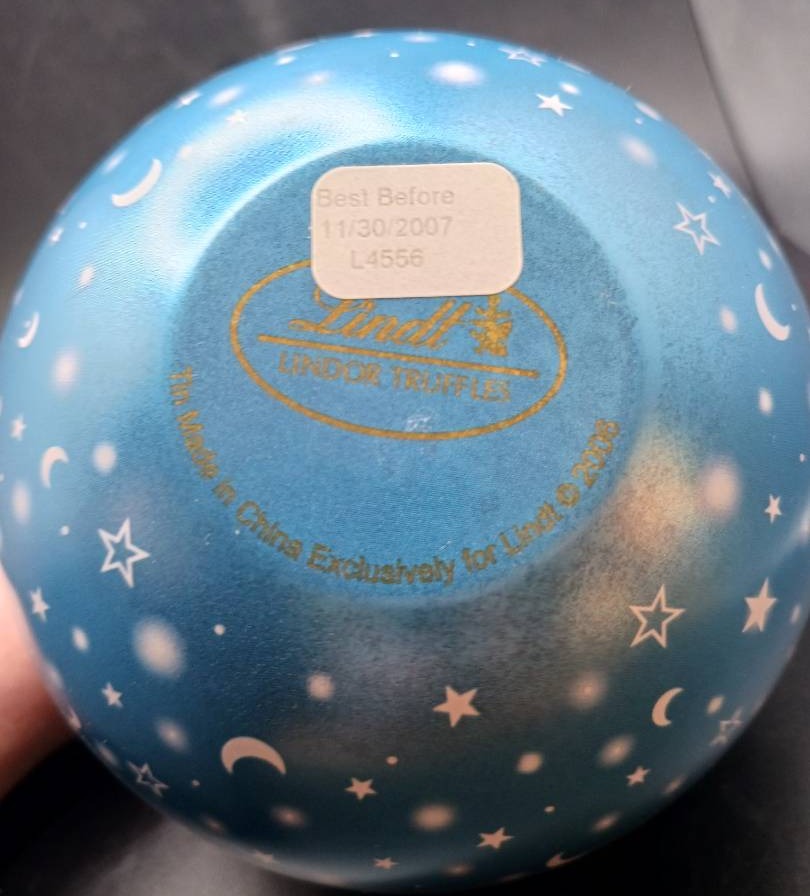 Best Before
11/30/2007
L4556
Lindt
LINDOR TRUFFLES
Tin Made in China Exclusively for Lindt © 2006